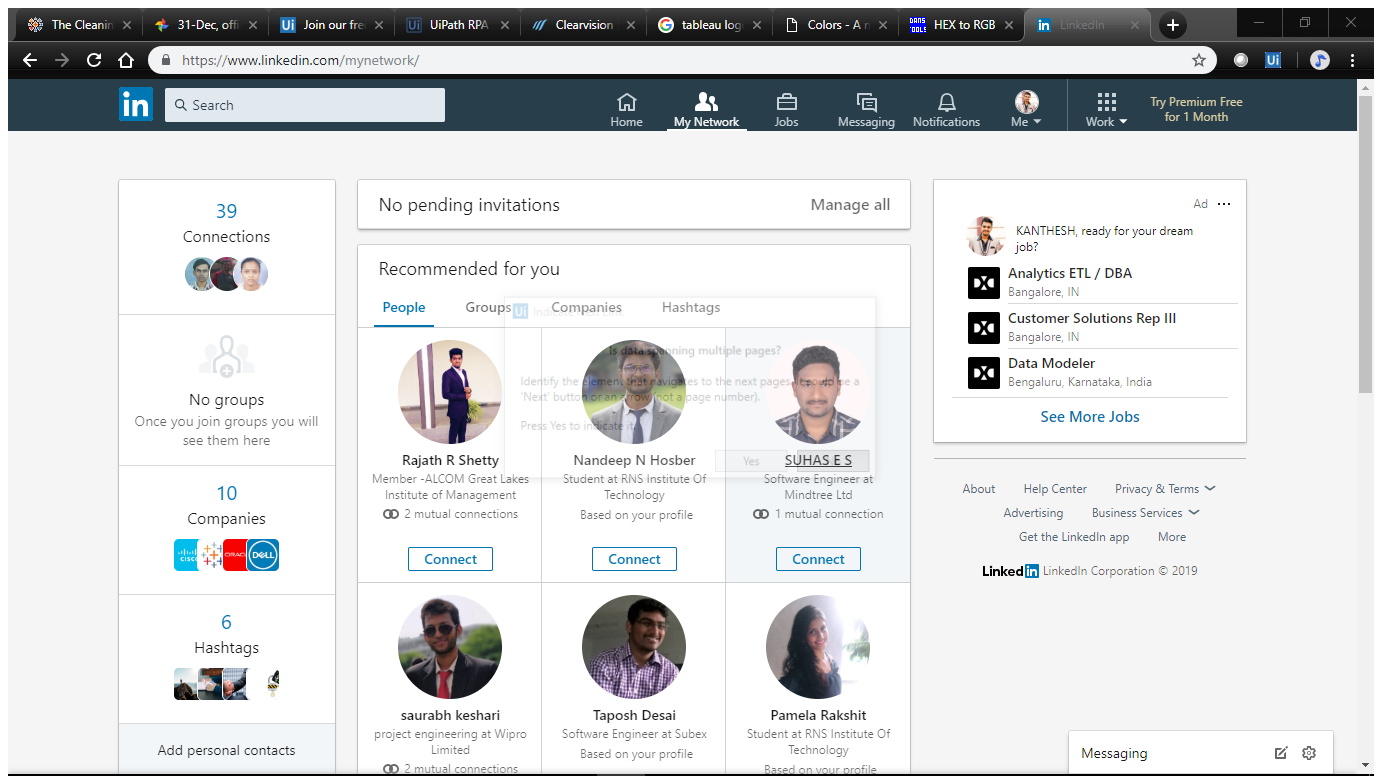 The Cleanin
31-Dec, offi
Join our fre
UiPath RPA
Clearvision
tableau log
Colors - A n
HEX to RGB
LinkedIn
https://www.linkedin.com/mynetwork/
in
Search
Home
My Network
Jobs
Messaging
Notifications
Me
Work
Try Premium Free
for 1 Month
39
Connections
No groups
Once you join groups you will
see them here
10
Companies
6
Hashtags
Add personal contacts
No pending invitations
Manage all
Recommended for you
People
Groups
Companies
Hashtags
Ui Indicate Next Link
Is data spanning multiple pages?
Identify the element that navigates to the next pages. It could be a
'Next' button or an arrow (not a page number).
Press Yes to indicate it.
Yes
Rajath R Shetty
Member -ALCOM Great Lakes
Institute of Management
2 mutual connections
Connect
Nandeep N Hosber
Student at RNS Institute Of
Technology
Based on your profile
Connect
SUHAS E S
Software Engineer at
Mindtree Ltd
1 mutual connection
Connect
saurabh keshari
project engineering at Wipro
Limited
2 mutual connections
Taposh Desai
Software Engineer at Subex
Based on your profile
Pamela Rakshit
Student at RNS Institute Of
Technology
Based on your profile
Ad
KANTHESH, ready for your dream
job?
Analytics ETL / DBA
Bangalore, IN
Customer Solutions Rep III
Bangalore, IN
Data Modeler
Bengaluru, Karnataka, India
See More Jobs
About
Help Center
Privacy & Terms
Advertising
Business Services
Get the LinkedIn app
More
LinkedIn LinkedIn Corporation © 2019
Messaging